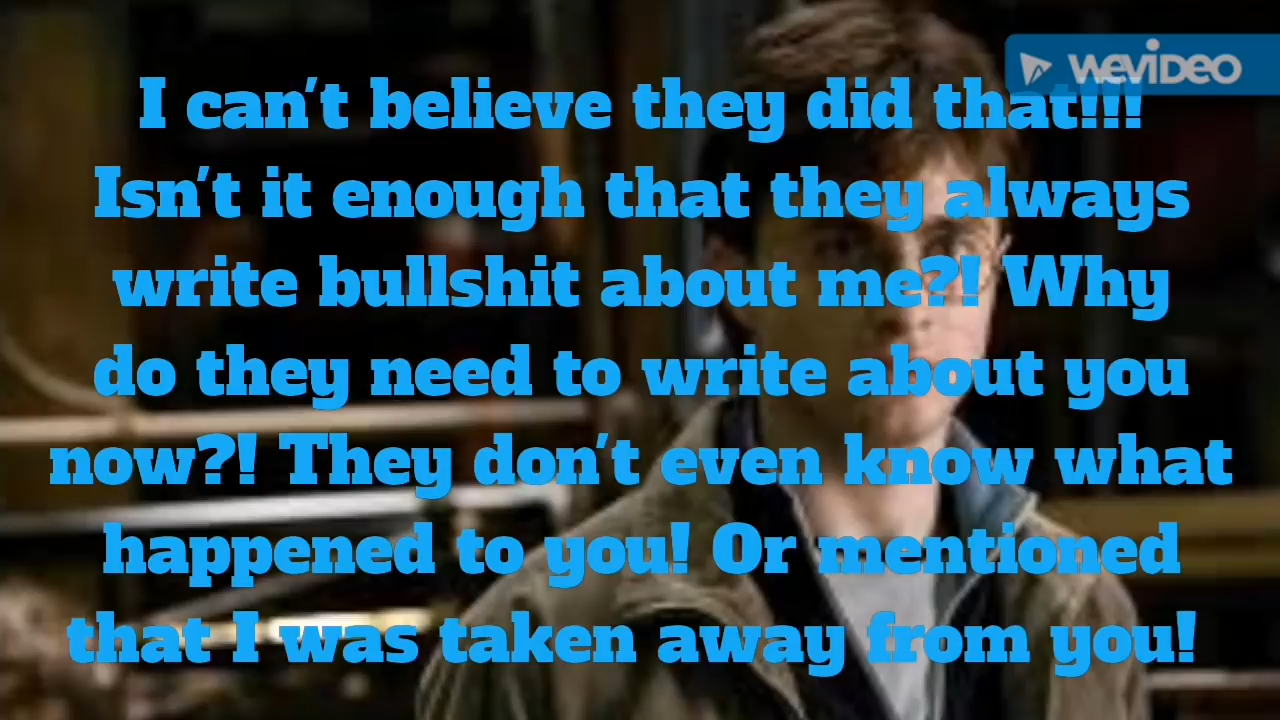 wevideo
I can't believe they did that!!!
Isn't it enough that they always
write bullshit about me?! Why
do they need to write about you
now?! They don't even know what
happened to you! Or mentioned
that I was taken away from you!